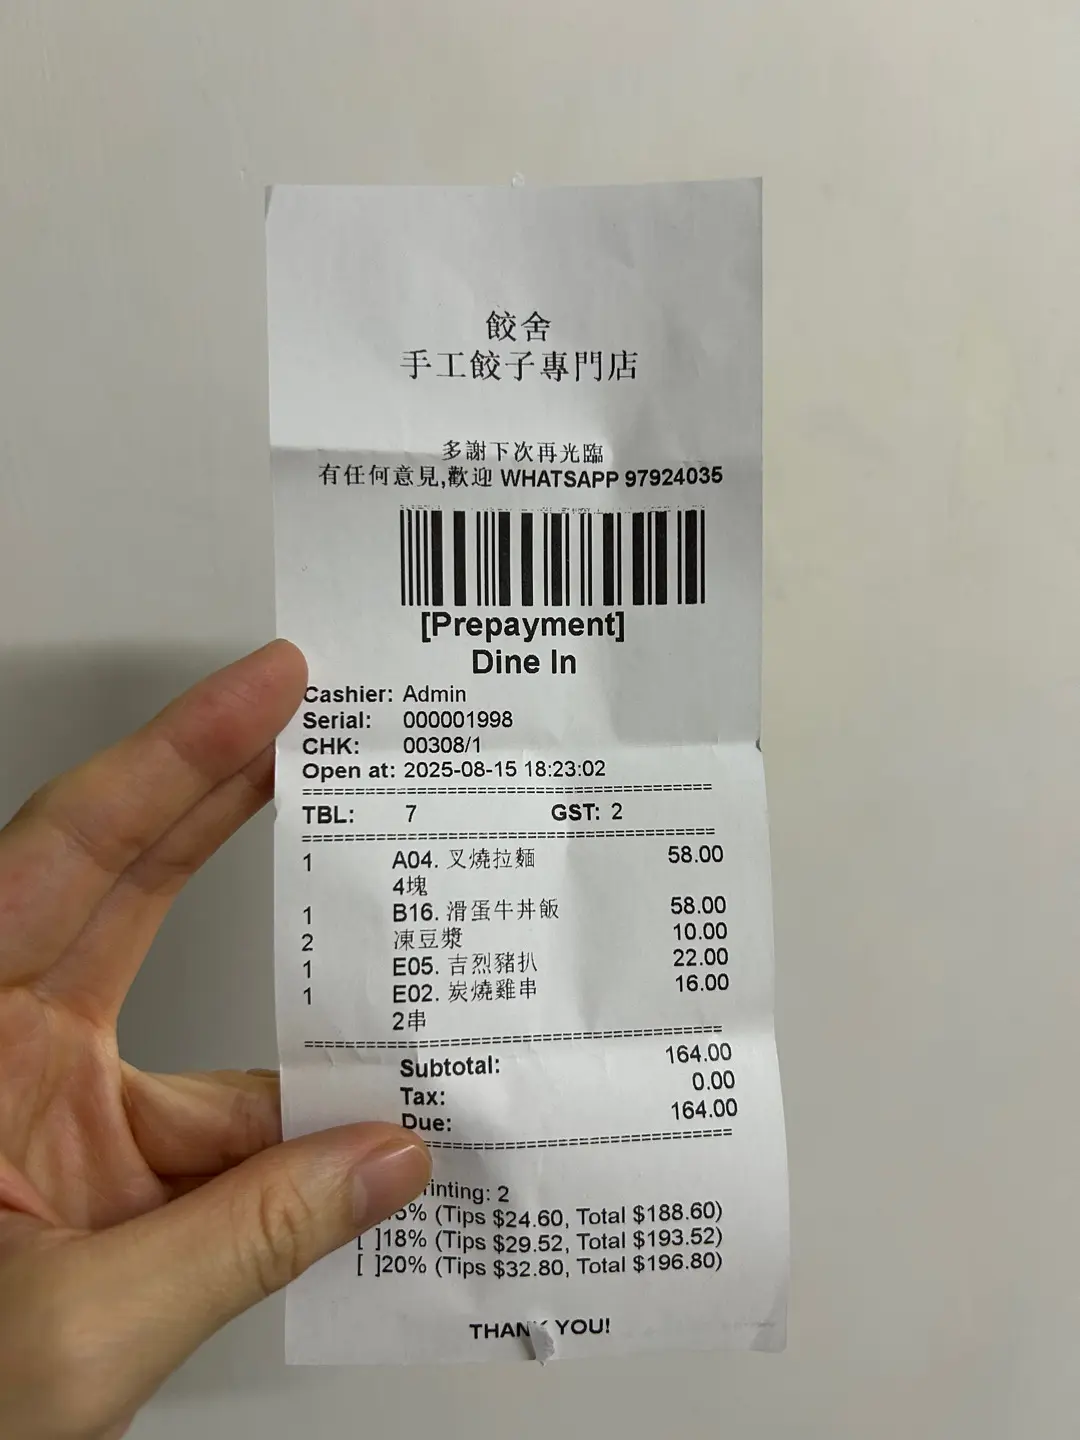 餃舍
手工餃子專門店
多謝下次再光臨
有任何意見,歡迎 WHATSAPP 97924035
[Prepayment]
Dine In
Cashier: Admin
Serial: 000001998
CHK: 00308/1
Open at: 2025-08-15 18:23:02
==============================================
TBL: 7 GST: 2
==============================================
1 A04. 叉燒拉麵 58.00
4塊
1 B16. 滑蛋牛丼飯 58.00
2 凍豆漿 10.00
1 E05. 吉烈豬扒 22.00
1 E02. 炭燒雞串 16.00
2串
==============================================
Subtotal: 164.00
Tax: 0.00
Due: 164.00
==============================================
rinting: 2
5% (Tips $24.60, Total $188.60)
[ ]18% (Tips $29.52, Total $193.52)
[ ]20% (Tips $32.80, Total $196.80)
THANK YOU!